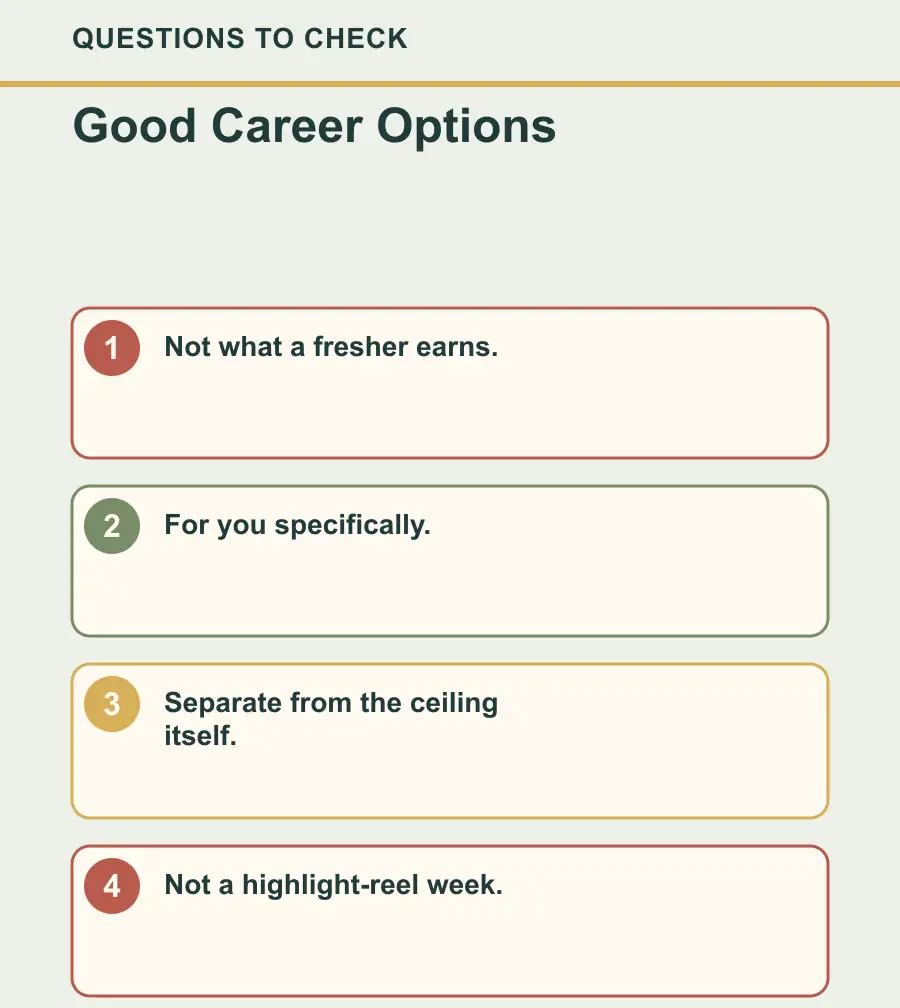 QUESTIONS TO CHECK
Good Career Options
1
Not what a fresher earns.
2
For you specifically.
3
Separate from the ceiling
itself.
4
Not a highlight-reel week.